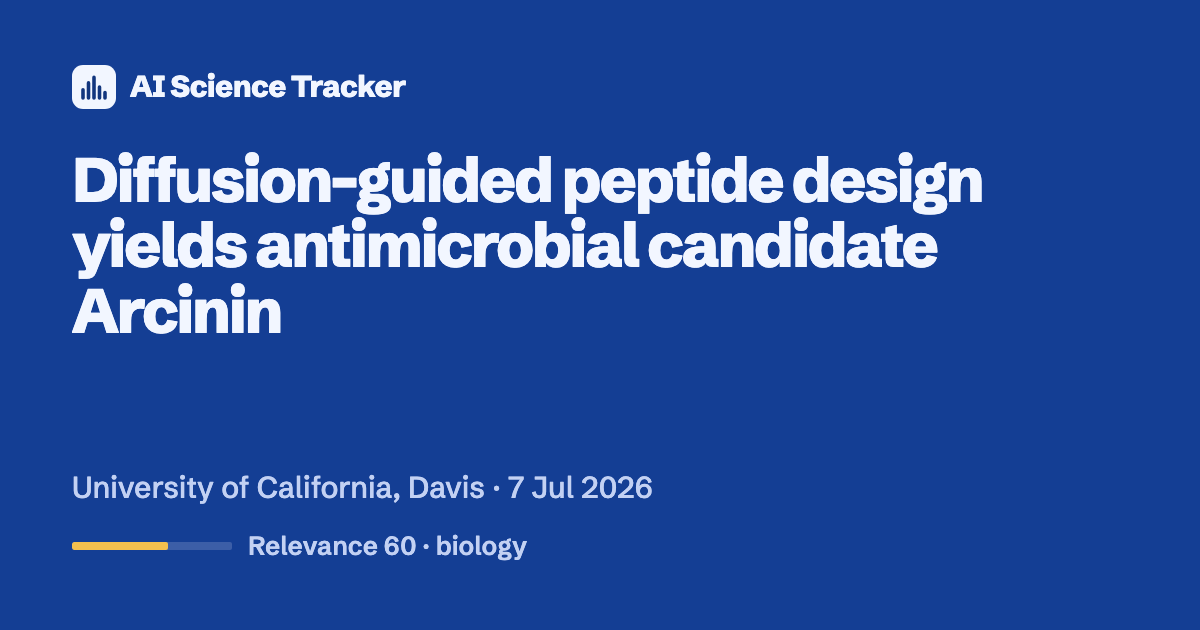 AI Science Tracker
Diffusion-guided peptide design
yields antimicrobial candidate
Arcinin
University of California, Davis · 7 Jul 2026
Relevance 60 · biology